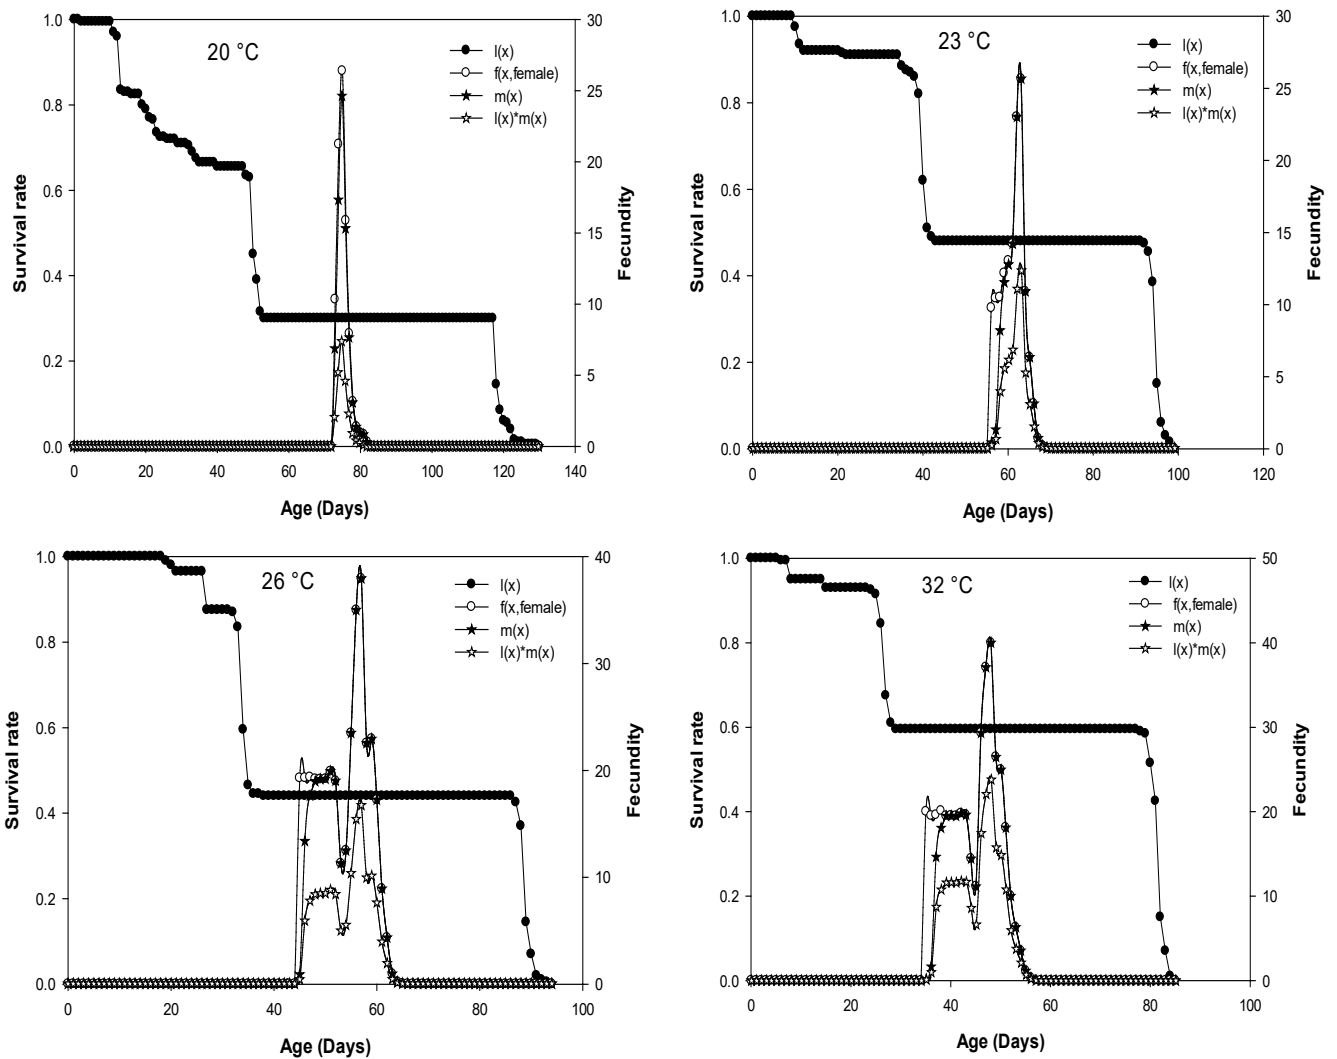 20 °C
l(x)
f(x,female)
m(x)
l(x)*m(x)
1.0
0.8
0.6
0.4
0.2
0.0
Survival rate
30
25
20
15
10
5
0
Fecundity
0 20 40 60 80 100 120 140
Age (Days)
23 °C
l(x)
f(x,female)
m(x)
l(x)*m(x)
1.0
0.8
0.6
0.4
0.2
0.0
Survival rate
30
25
20
15
10
5
0
Fecundity
0 20 40 60 80 100 120
Age (Days)
26 °C
l(x)
f(x,female)
m(x)
l(x)*m(x)
1.0
0.8
0.6
0.4
0.2
0.0
Survival rate
40
30
20
10
0
Fecundity
0 20 40 60 80 100
Age (Days)
32 °C
l(x)
f(x,female)
m(x)
l(x)*m(x)
1.0
0.8
0.6
0.4
0.2
0.0
Survival rate
50
40
30
20
10
0
Fecundity
0 20 40 60 80 100
Age (Days)